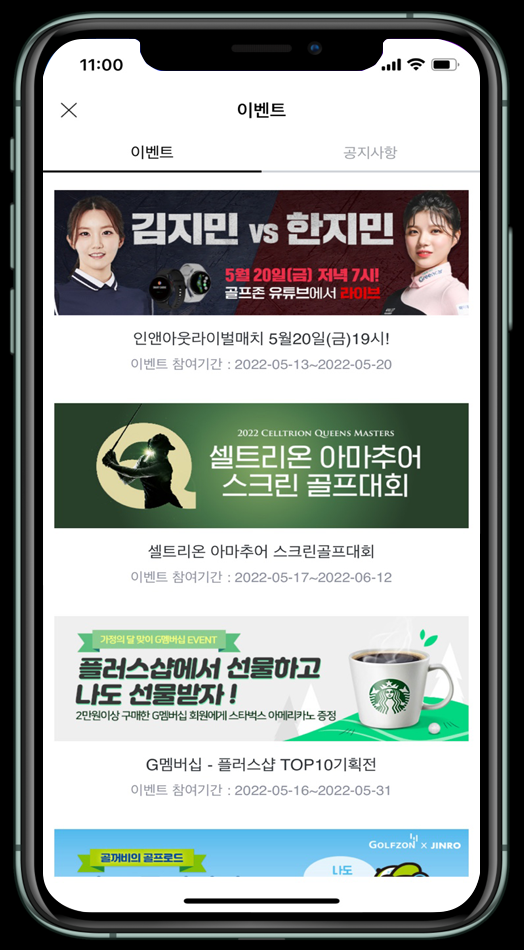 11:00
이벤트
이벤트
공지사항
김지민 vs 한지민
5월 20일(금) 저녁 7시!
골프존 유튜브에서 라이브
인앤아웃라이벌매치 5월20일(금)19시!
이벤트 참여기간 : 2022-05-13~2022-05-20
2022 CELLTRION QUEENS MASTERS
셀트리온 아마추어
스크린 골프대회
셀트리온 아마추어 스크린골프대회
이벤트 참여기간 : 2022-05-17~2022-06-12
가정의 달 맞이 G멤버십 EVENT
플러스샵에서 선물하고
나도 선물받자 !
2만원이상 구매한 G멤버십 회원에게 스타벅스 아메리카노 증정
G멤버십 - 플러스샵 TOP10기획전
이벤트 참여기간 : 2022-05-16~2022-05-31
GOLFZON X JINRO
골꺼비의 골프로드
나도